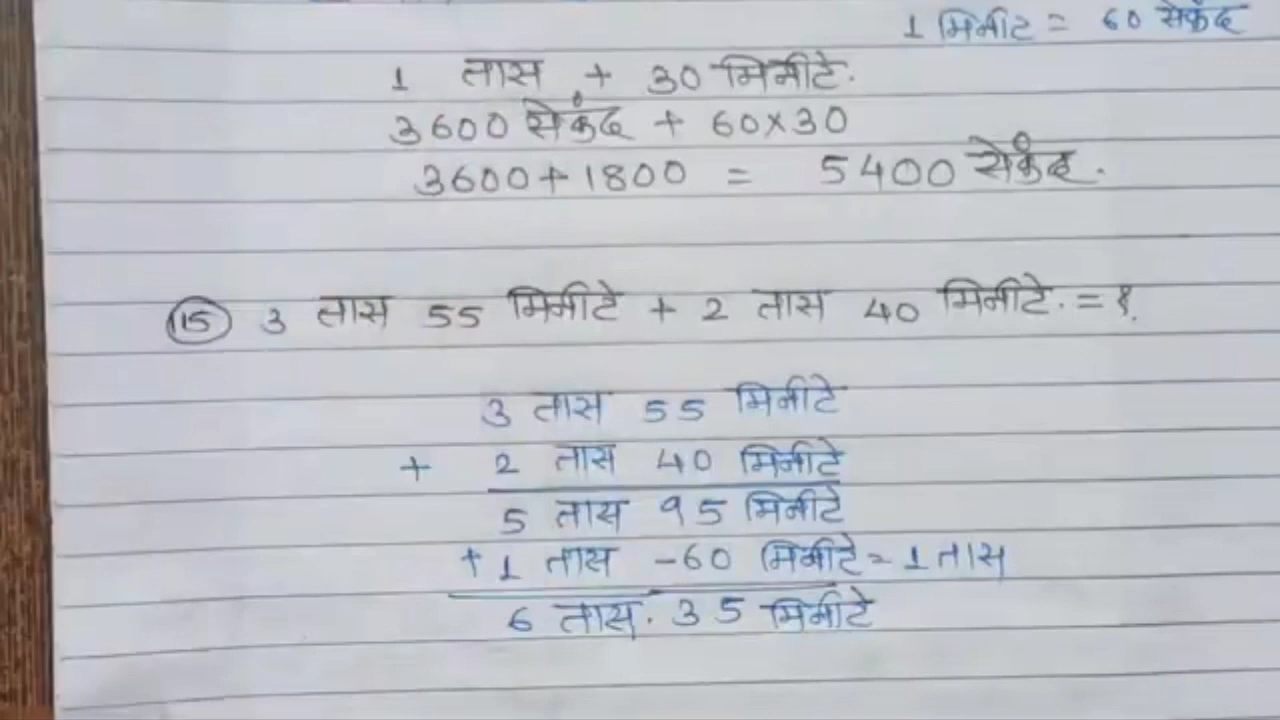 1 मिनीट = 60 सेकंद
1 तास + 30 मिनीटे.
3600 सेकंद + 60×30
3600+1800 = 5400 सेकंद.
(15) 3 तास 55 मिनीटे + 2 तास 40 मिनीटे. = ?
3 तास 55 मिनीटे
+ 2 तास 40 मिनीटे
5 तास 95 मिनीटे
+1 तास -60 मिनीटे = 1 तास
6 तास. 35 मिनीटे